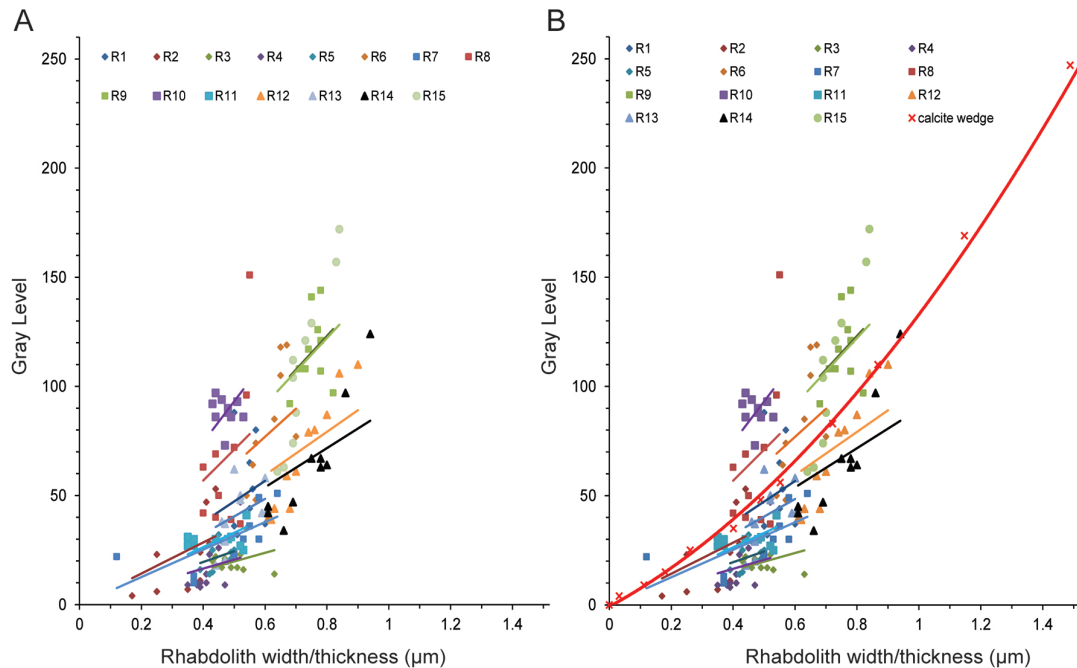 A
R1 R2 R3 R4 R5 R6 R7 R8
R9 R10 R11 R12 R13 R14 R15
250
200
150
100
50
0
Gray Level
0 0.2 0.4 0.6 0.8 1 1.2 1.4
Rhabdolith width/thickness (µm)
B
R1 R2 R3 R4
R5 R6 R7 R8
R9 R10 R11 R12
R13 R14 R15 calcite wedge
250
200
150
100
50
0
Gray Level
0 0.2 0.4 0.6 0.8 1 1.2 1.4
Rhabdolith width/thickness (µm)